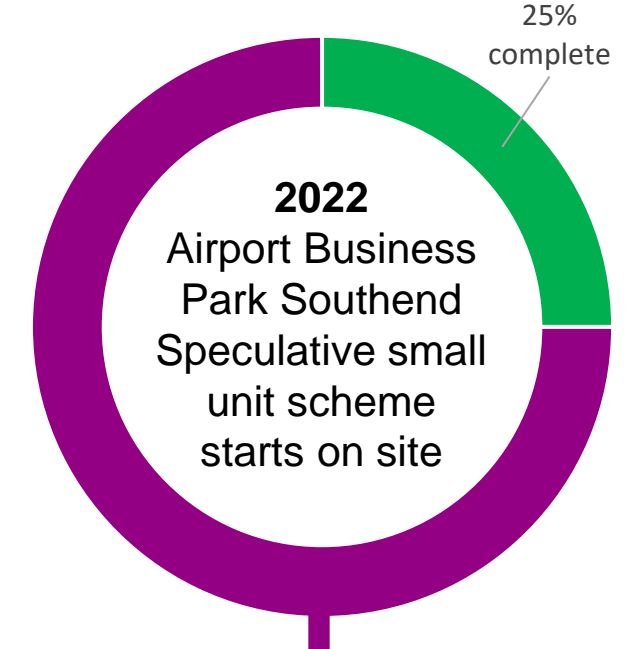 25%
complete
2022
Airport Business
Park Southend
Speculative small
unit scheme
starts on site